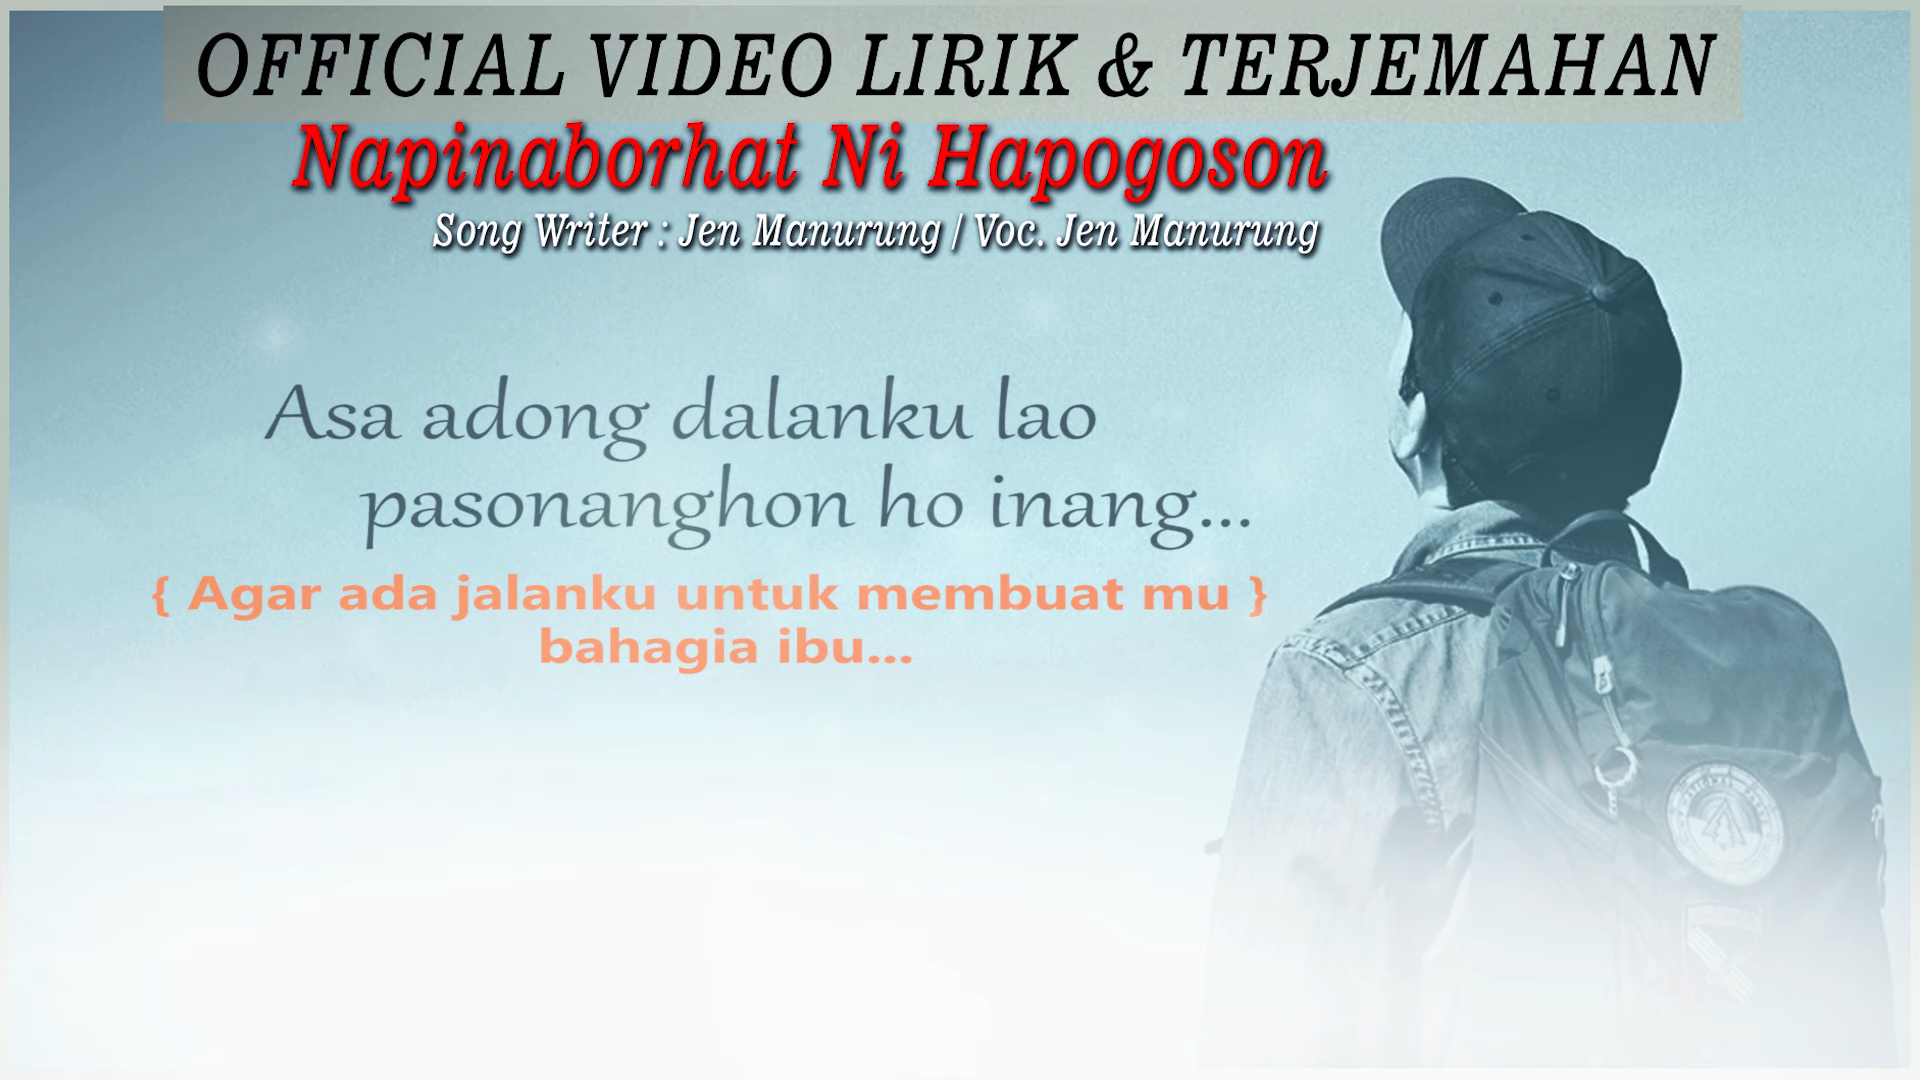 OFFICIAL VIDEO LIRIK & TERJEMAHAN
Napinaborhat Ni Hapogoson
Song Writer : Jen Manurung / Voc. Jen Manurung
Asa adong dalanku lao
pasonanghon ho inang...
{ Agar ada jalanku untuk membuat mu }
bahagia ibu...